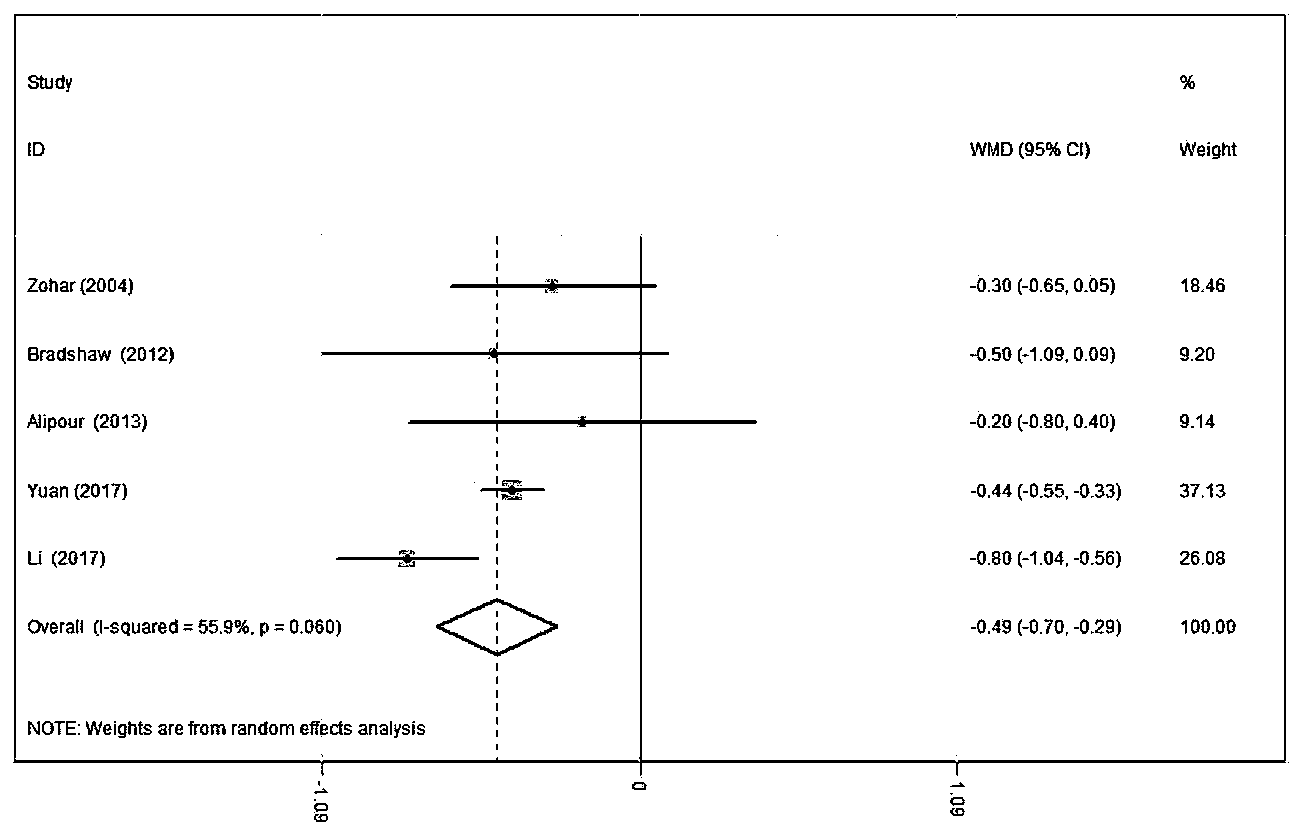 Study %
ID WMD (95% CI) Weight
Zohar (2004) -0.30 (-0.65, 0.05) 18.46
Bradshaw (2012) -0.50 (-1.09, 0.09) 9.20
Alipour (2013) -0.20 (-0.80, 0.40) 9.14
Yuan (2017) -0.44 (-0.55, -0.33) 37.13
Li (2017) -0.80 (-1.04, -0.56) 26.08
Overall (I-squared = 55.9%, p = 0.060) -0.49 (-0.70, -0.29) 100.00
NOTE: Weights are from random effects analysis
-1.09 0 1.09